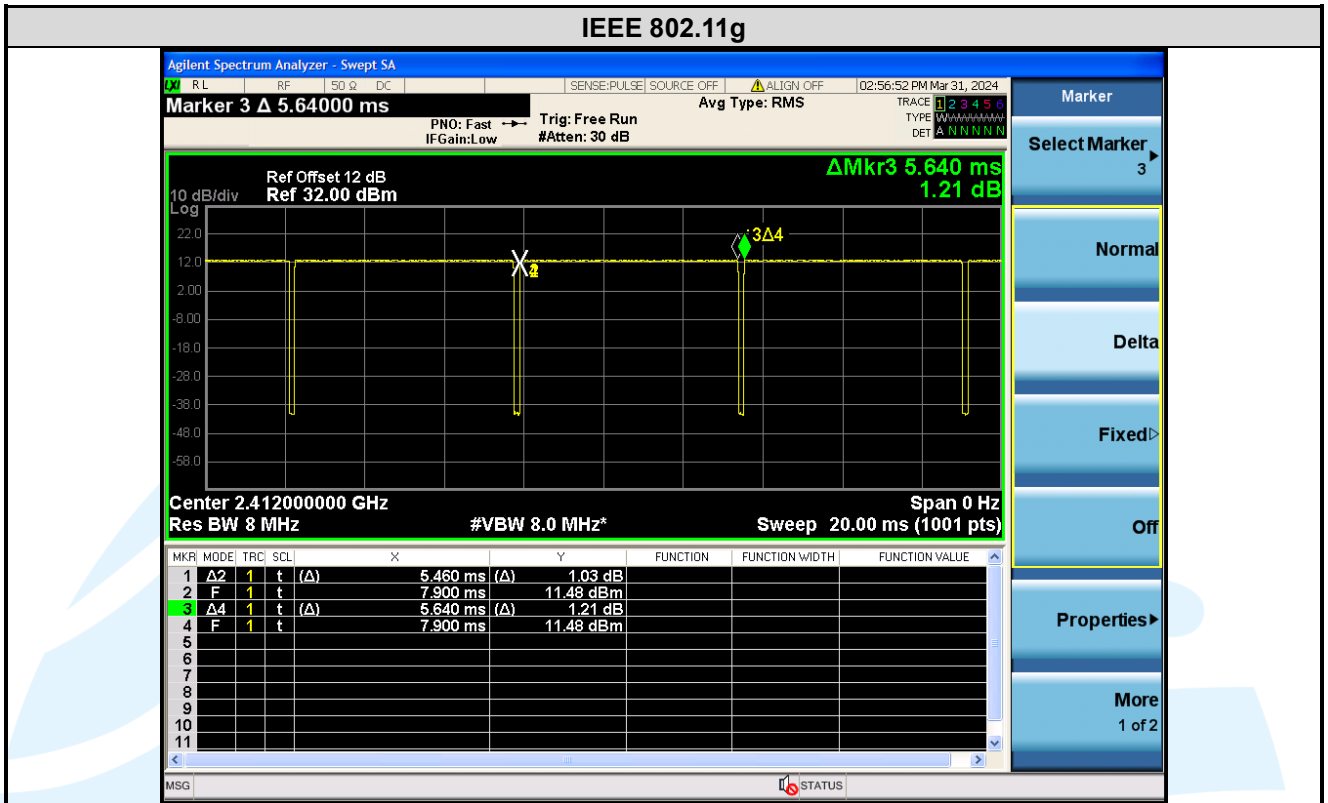 IEEE 802.11g
Agilent Spectrum Analyzer - Swept SA
LXI RL RF 50 Ω DC SENSE:PULSE SOURCE OFF ALIGN OFF 02:56:52 PM Mar 31, 2024
Marker 3 Δ 5.64000 ms
PNO: Fast
IFGain:Low
Trig: Free Run
#Atten: 30 dB
Avg Type: RMS
TRACE 1 2 3 4 5 6
TYPE WWWWWW
DET A N N N N N
ΔMkr3 5.640 ms
1.21 dB
Ref Offset 12 dB
10 dB/div Ref 32.00 dBm
Log
22.0
12.0
2.00
-8.00
-18.0
-28.0
-38.0
-48.0
-58.0
3Δ4
Center 2.412000000 GHz Span 0 Hz
Res BW 8 MHz #VBW 8.0 MHz* Sweep 20.00 ms (1001 pts)
MKR MODE TRC SCL X Y FUNCTION FUNCTION WIDTH FUNCTION VALUE
1 Δ2 1 t (Δ) 5.460 ms (Δ) 1.03 dB
2 F 1 t 7.900 ms 11.48 dBm
3 Δ4 1 t (Δ) 5.640 ms (Δ) 1.21 dB
4 F 1 t 7.900 ms 11.48 dBm
5
6
7
8
9
10
11
MSG STATUS
Marker
Select Marker
3
Normal
Delta
Fixed
Off
Properties
More
1 of 2